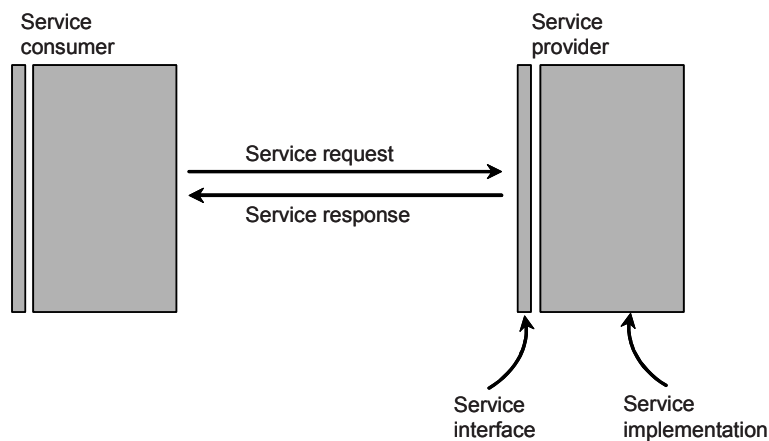 Service
consumer
Service
provider
Service request
Service response
Service
interface
Service
implementation